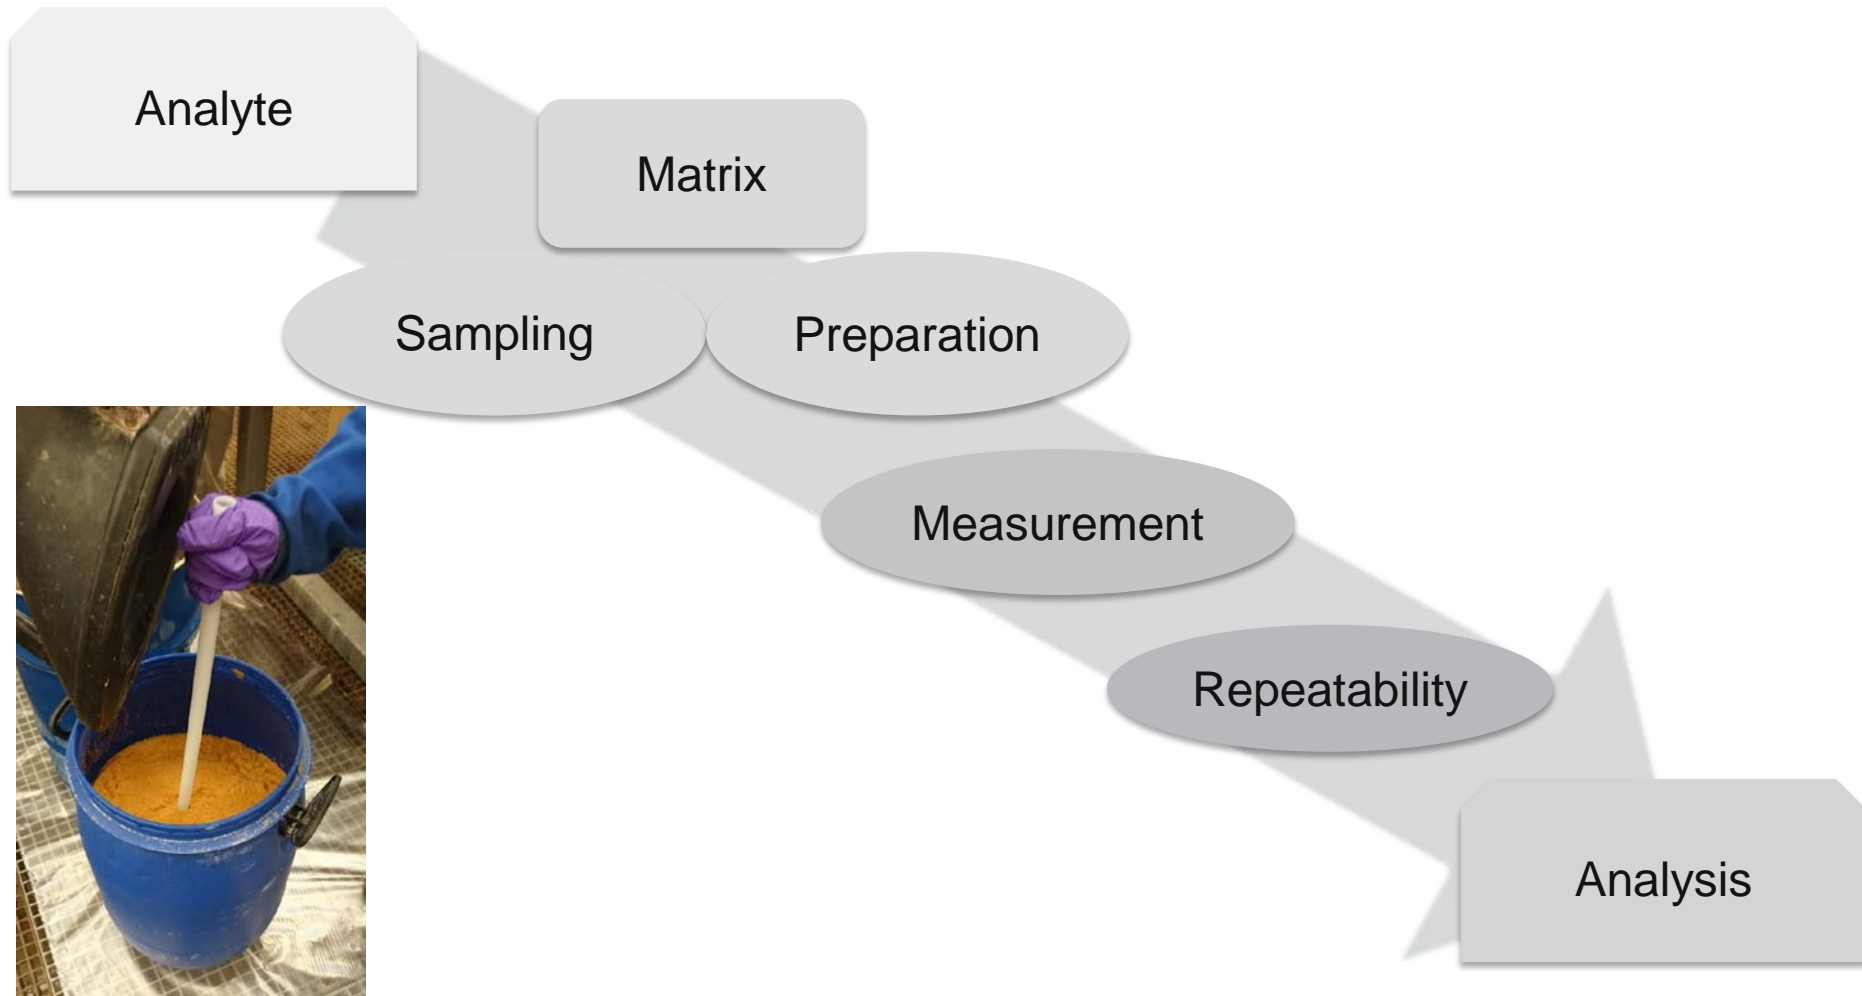 Analyte
Matrix
Sampling
Preparation
Measurement
Repeatability
Analysis